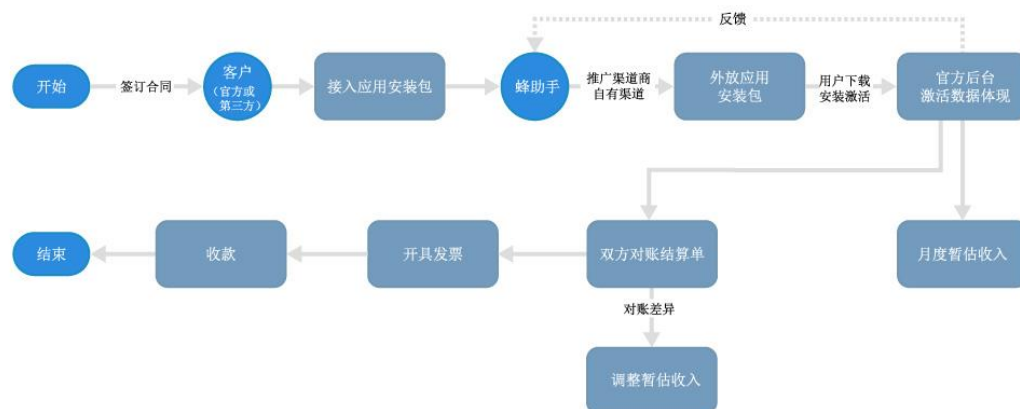 反馈
开始
签订合同
客户
（官方或
第三方）
接入应用安装包
蜂助手
推广渠道商
自有渠道
外放应用
安装包
用户下载
安装激活
官方后台
激活数据体现
结束
收款
开具发票
双方对账结算单
月度暂估收入
对账差异
调整暂估收入